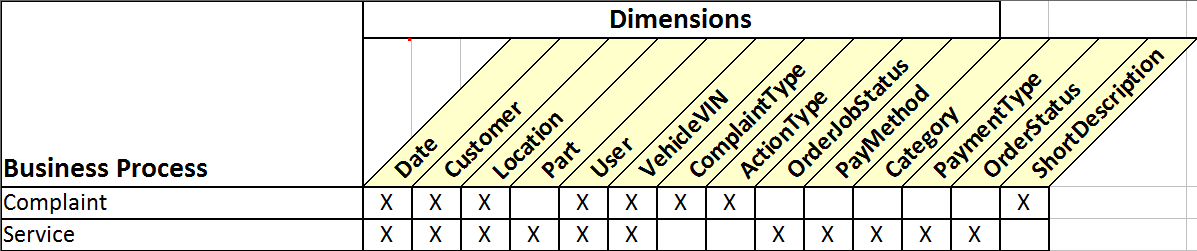 Dimensions
Business Process
Date
Customer
Location
Part
User
VehicleVIN
ComplaintType
ActionType
OrderJobStatus
PayMethod
Category
PaymentType
OrderStatus
ShortDescription
Complaint X X X X X X X X
Service X X X X X X X X X X X